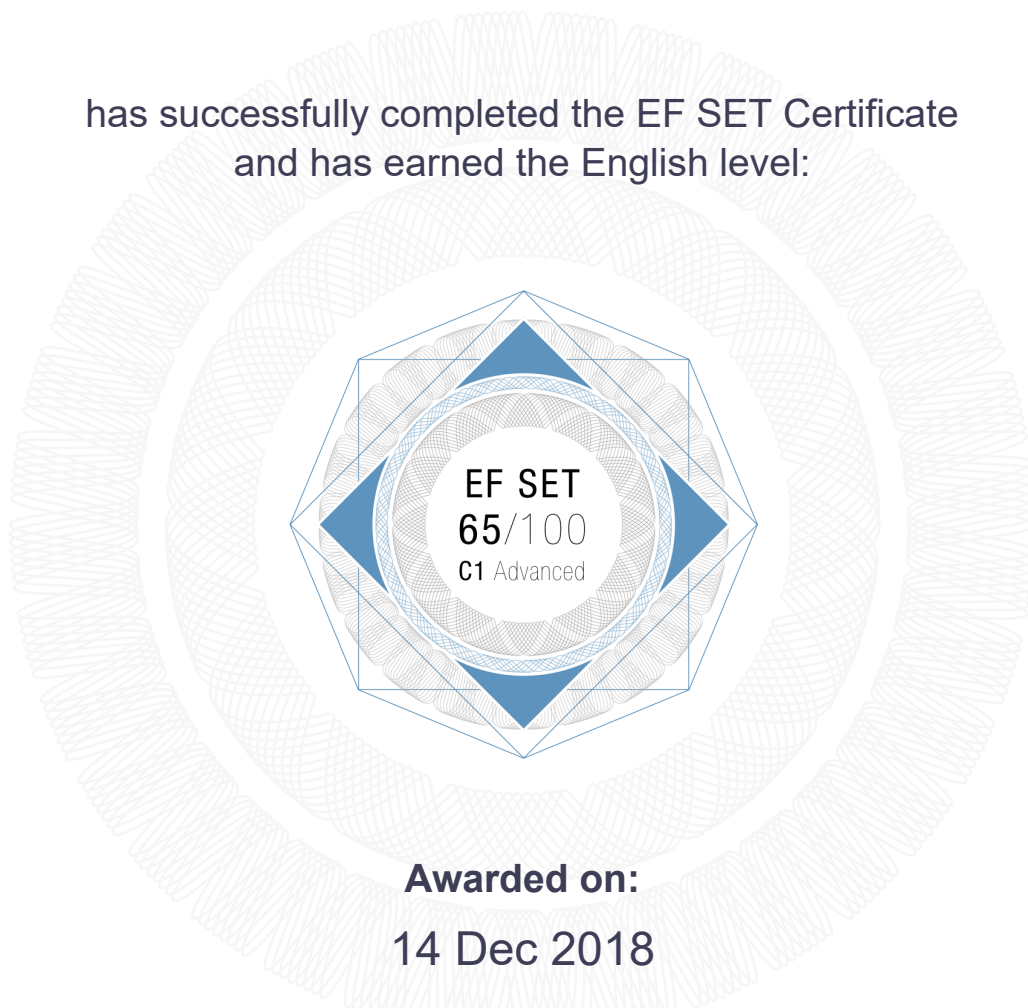 has successfully completed the EF SET Certificate
and has earned the English level:
EF SET
65/100
C1 Advanced
Awarded on:
14 Dec 2018